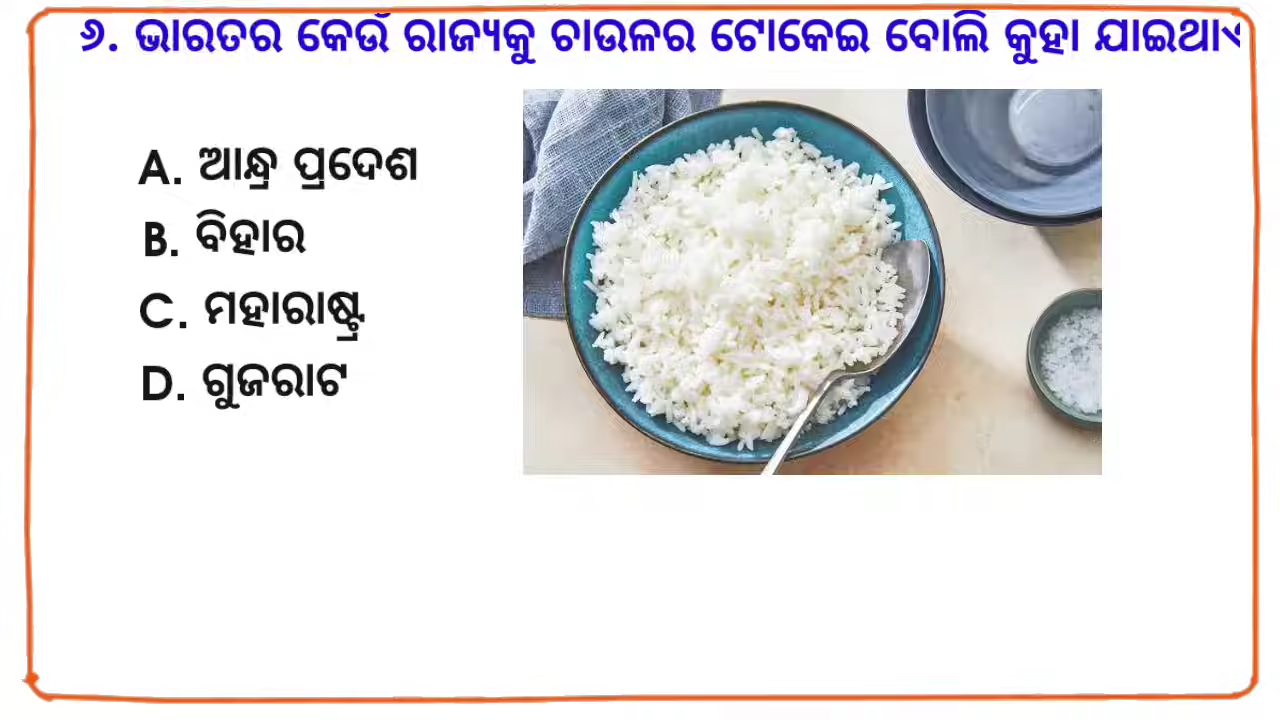 ୬. ଭାରତର କେଉଁ ରାଜ୍ୟକୁ ଚାଉଳର ଟୋକେଇ ବୋଲି କୁହା ଯାଇଥାଏ
A. ଆନ୍ଧ୍ର ପ୍ରଦେଶ
B. ବିହାର
C. ମହାରାଷ୍ଟ୍ର
D. ଗୁଜରାଟ